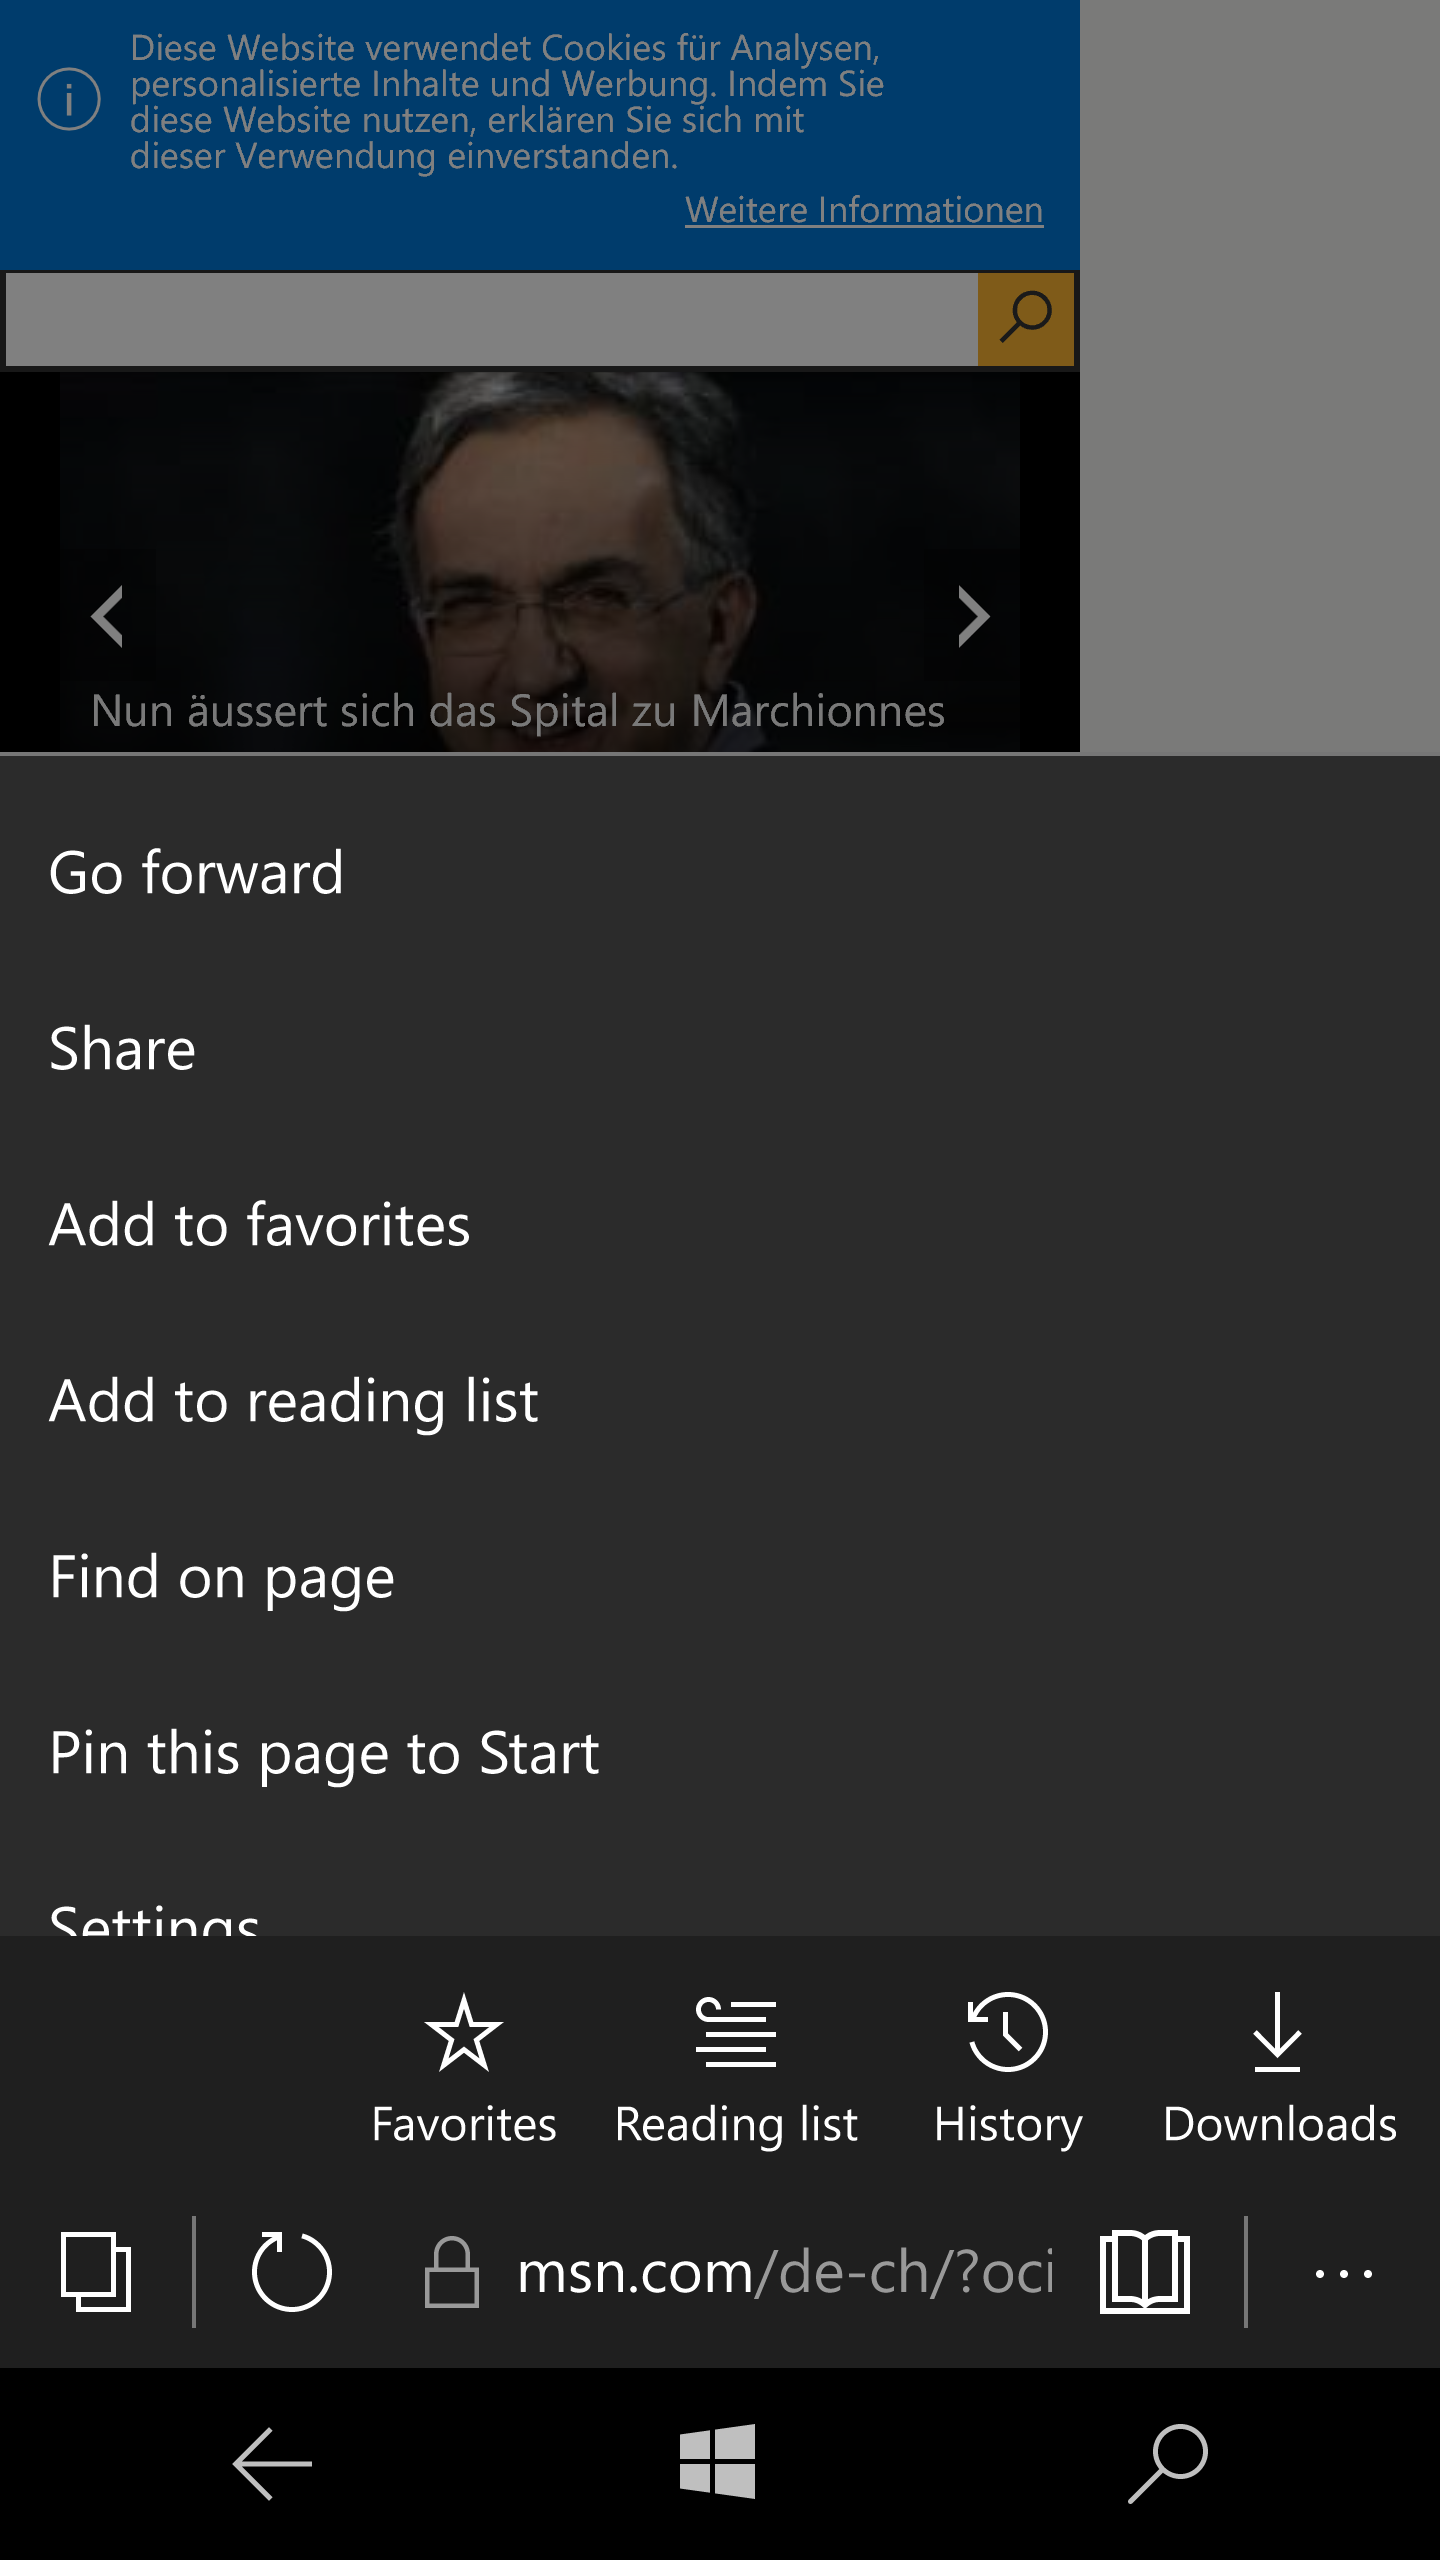 Diese Website verwendet Cookies für Analysen,
personalisierte Inhalte und Werbung. Indem Sie
diese Website nutzen, erklären Sie sich mit
dieser Verwendung einverstanden.
Weitere Informationen
Nun äussert sich das Spital zu Marchionnes
Go forward
Share
Add to favorites
Add to reading list
Find on page
Pin this page to Start
Settings
Favorites Reading list History Downloads
msn.com/de-ch/?oci